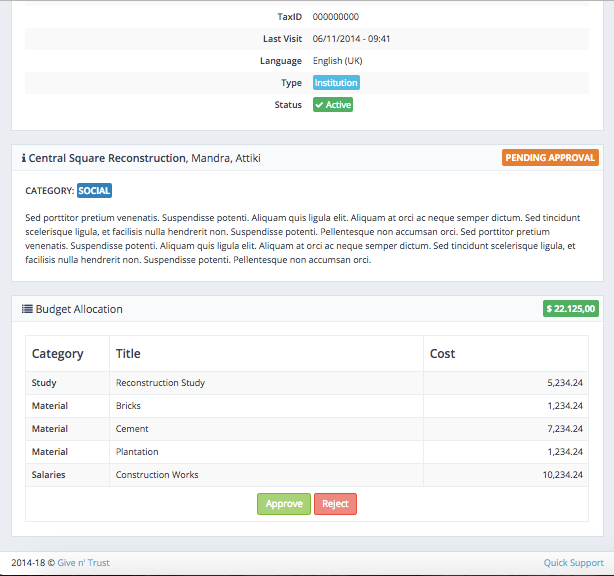 TaxID 000000000
Last Visit 06/11/2014 - 09:41
Language English (UK)
Type Institution
Status Active
Central Square Reconstruction, Mandra, Attiki PENDING APPROVAL
CATEGORY: SOCIAL
Sed porttitor pretium venenatis. Suspendisse potenti. Aliquam quis ligula elit. Aliquam at orci ac neque semper dictum. Sed tincidunt
scelerisque ligula, et facilisis nulla hendrerit non. Suspendisse potenti. Pellentesque non accumsan orci. Sed porttitor pretium
venenatis. Suspendisse potenti. Aliquam quis ligula elit. Aliquam at orci ac neque semper dictum. Sed tincidunt scelerisque ligula, et
facilisis nulla hendrerit non. Suspendisse potenti. Pellentesque non accumsan orci.
Budget Allocation $ 22.125,00
Category Title Cost
Study Reconstruction Study 5,234.24
Material Bricks 1,234.24
Material Cement 7,234.24
Material Plantation 1,234.24
Salaries Construction Works 10,234.24
Approve Reject
2014-18 © Give n' Trust Quick Support